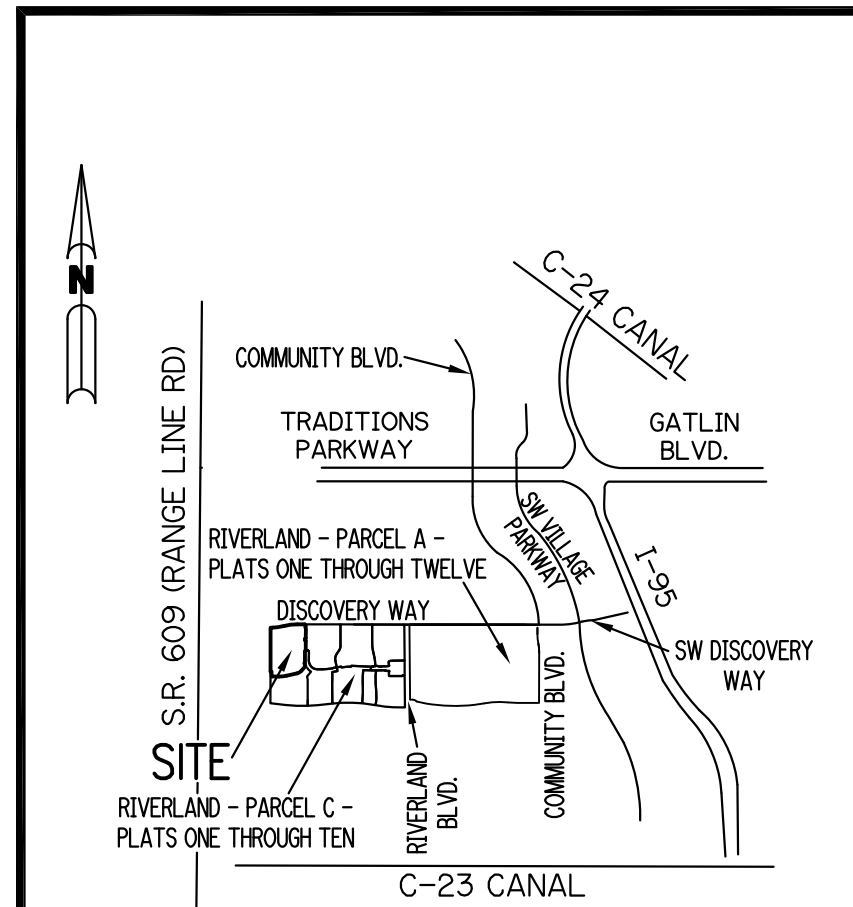 N
C-24 CANAL
COMMUNITY BLVD.
S.R. 609 (RANGE LINE RD)
TRADITIONS
PARKWAY
GATLIN
BLVD.
SW VILLAGE
PARKWAY
I-95
RIVERLAND - PARCEL A -
PLATS ONE THROUGH TWELVE
DISCOVERY WAY
SW DISCOVERY
WAY
COMMUNITY BLVD.
SITE
RIVERLAND
BLVD.
RIVERLAND - PARCEL C -
PLATS ONE THROUGH TEN
C-23 CANAL